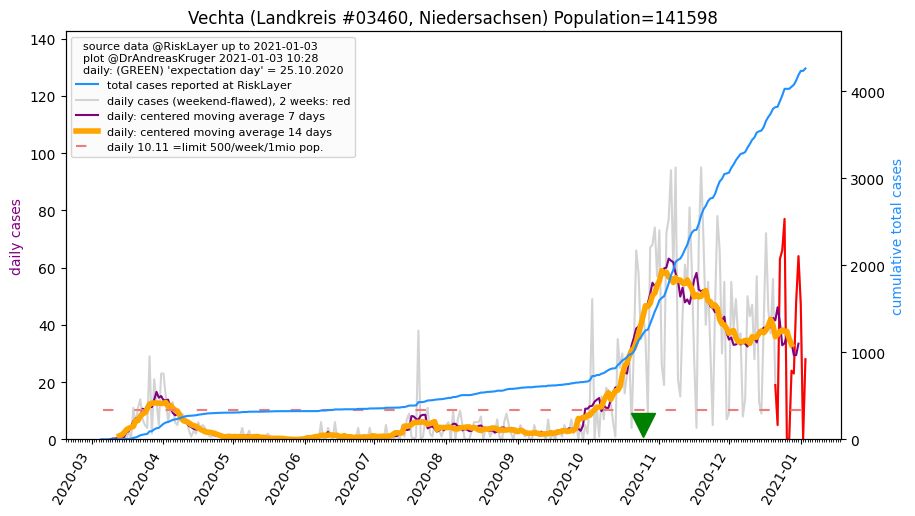 Vechta (Landkreis #03460, Niedersachsen) Population=141598
source data @RiskLayer up to 2021-01-03
plot @DrAndreasKruger 2021-01-03 10:28
daily: (GREEN) 'expectation day' = 25.10.2020
total cases reported at RiskLayer
daily cases (weekend-flawed), 2 weeks: red
daily: centered moving average 7 days
daily: centered moving average 14 days
daily 10.11 =limit 500/week/1mio pop.
daily cases
140
120
100
80
60
40
20
0
cumulative total cases
4000
3000
2000
1000
0
2020-03
2020-04
2020-05
2020-06
2020-07
2020-08
2020-09
2020-10
2020-11
2020-12
2021-01